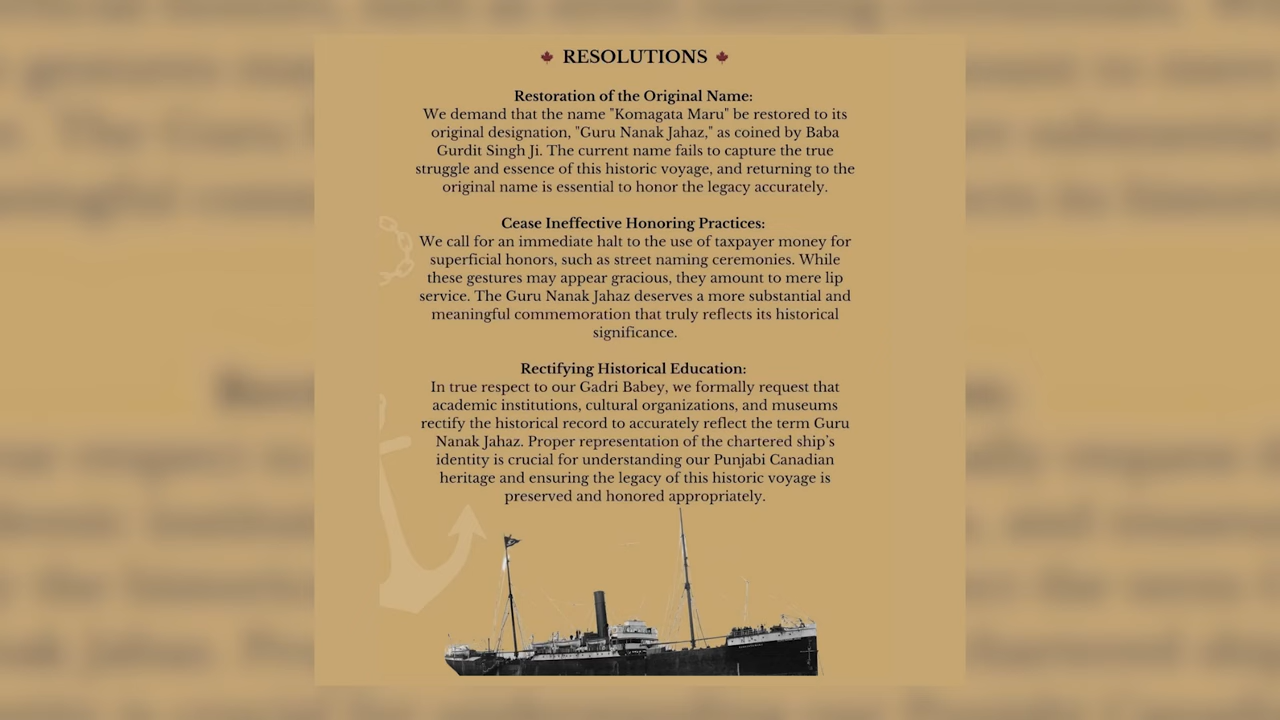 RESOLUTIONS
Restoration of the Original Name:
We demand that the name "Komagata Maru" be restored to its
original designation, "Guru Nanak Jahaz," as coined by Baba
Gurdit Singh Ji. The current name fails to capture the true
struggle and essence of this historic voyage, and returning to the
original name is essential to honor the legacy accurately.
Cease Ineffective Honoring Practices:
We call for an immediate halt to the use of taxpayer money for
superficial honors, such as street naming ceremonies. While
these gestures may appear gracious, they amount to mere lip
service. The Guru Nanak Jahaz deserves a more substantial and
meaningful commemoration that truly reflects its historical
significance.
Rectifying Historical Education:
In true respect to our Gadri Babey, we formally request that
academic institutions, cultural organizations, and museums
rectify the historical record to accurately reflect the term Guru
Nanak Jahaz. Proper representation of the chartered ship's
identity is crucial for understanding our Punjabi Canadian
heritage and ensuring the legacy of this historic voyage is
preserved and honored appropriately.